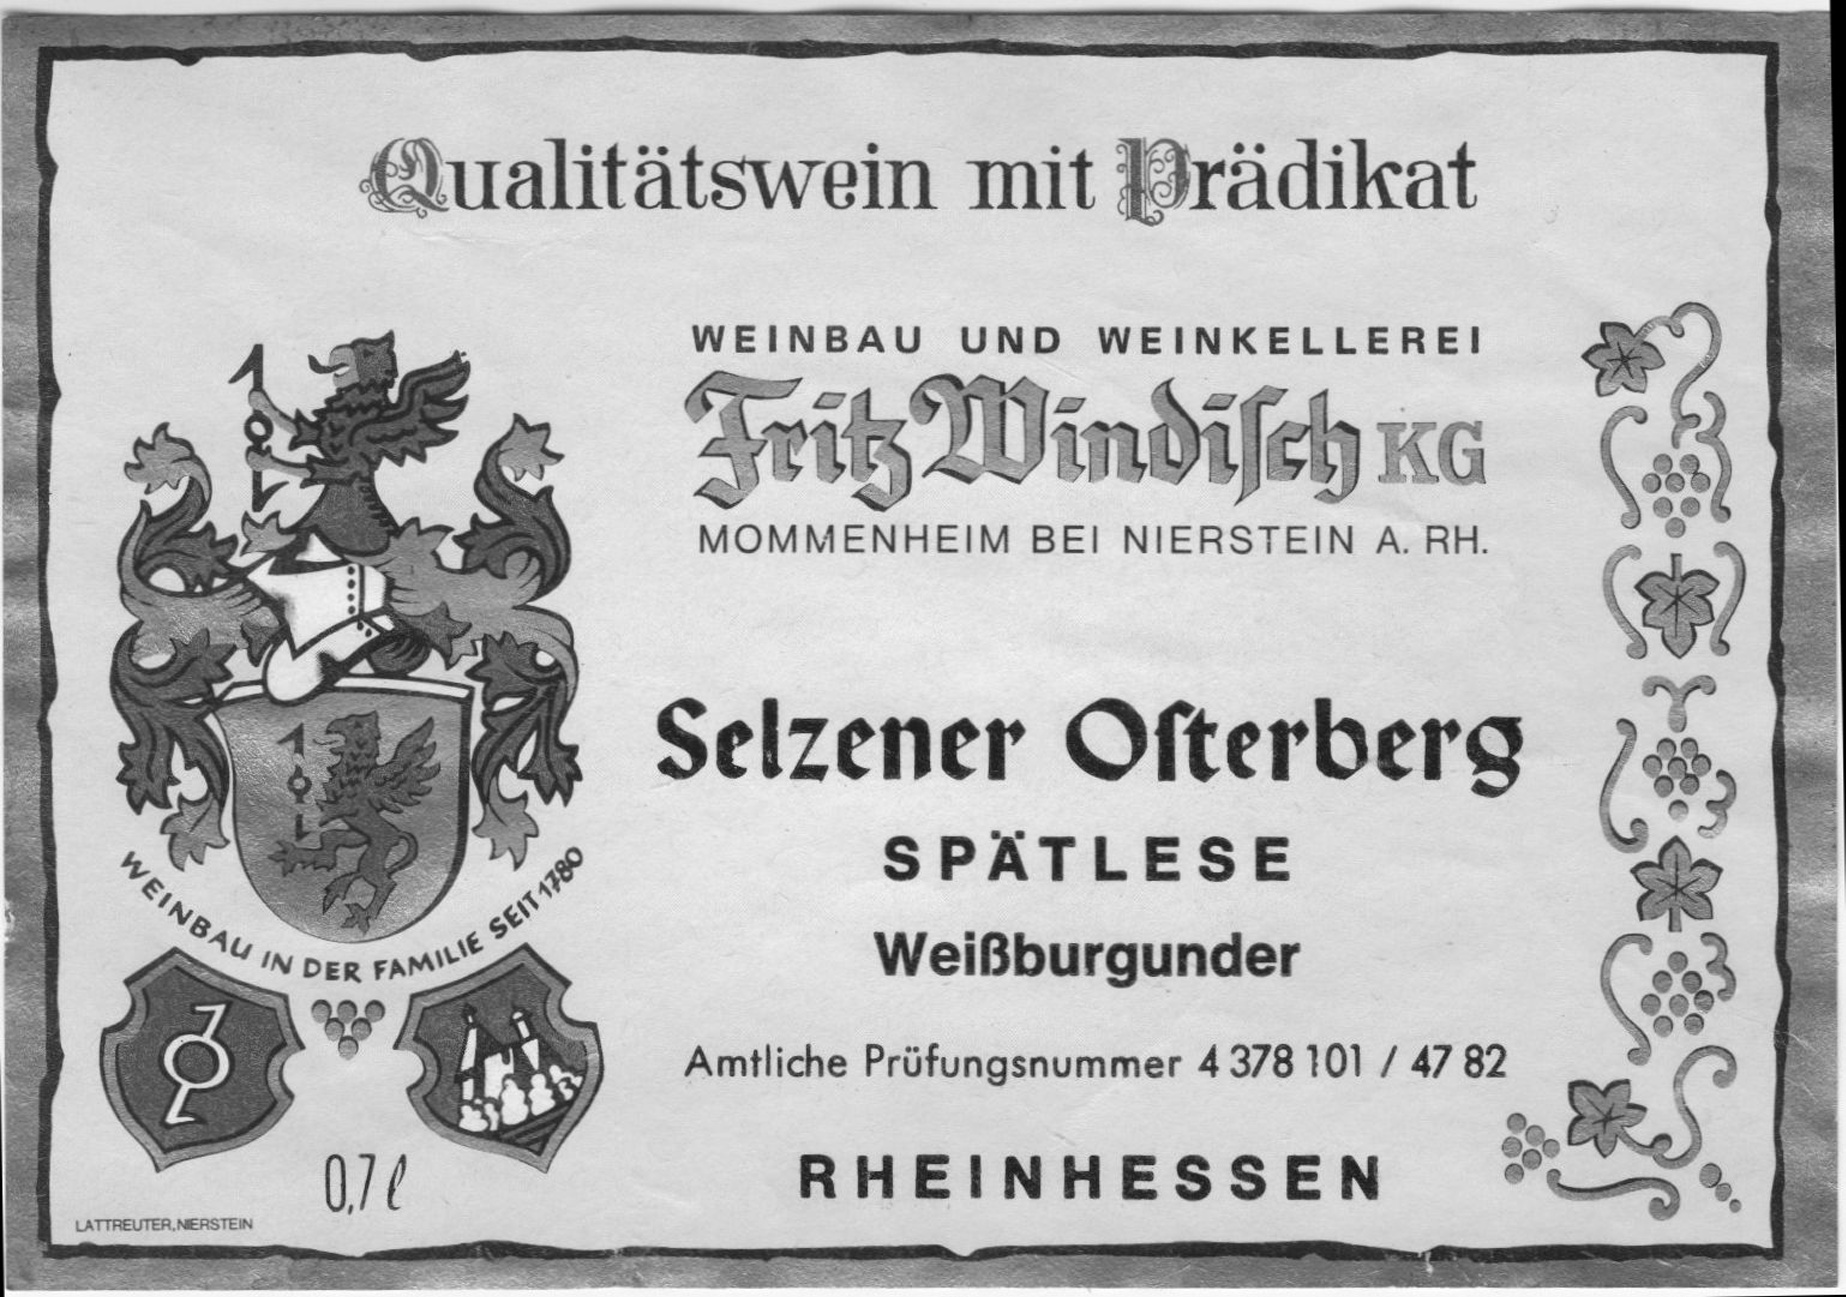 Qualitätswein mit Prädikat
WEINBAU UND WEINKELLEREI
Fritz Windiſch KG
MOMMENHEIM BEI NIERSTEIN A. RH.
Selzener Oſterberg
SPÄTLESE
Weißburgunder
Amtliche Prüfungsnummer 4 378 101 / 47 82
RHEINHESSEN
WEINBAU IN DER FAMILIE SEIT 1780
0,7 l
LATTREUTER, NIERSTEIN